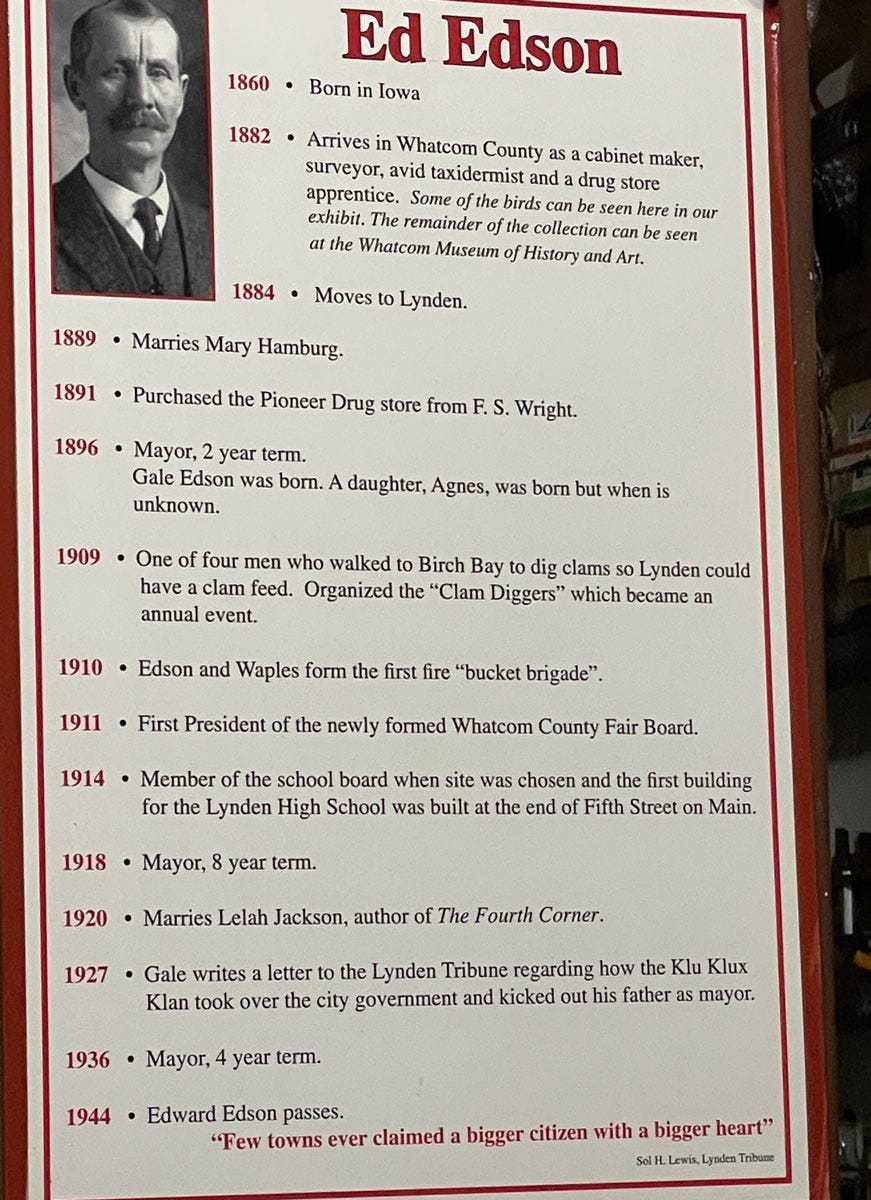 Ed Edson
1860 • Born in Iowa
1882 • Arrives in Whatcom County as a cabinet maker,
surveyor, avid taxidermist and a drug store
apprentice. Some of the birds can be seen here in our
exhibit. The remainder of the collection can be seen
at the Whatcom Museum of History and Art.
1884 • Moves to Lynden.
1889 • Marries Mary Hamburg.
1891 • Purchased the Pioneer Drug store from F. S. Wright.
1896 • Mayor, 2 year term.
Gale Edson was born. A daughter, Agnes, was born but when is
unknown.
1909 • One of four men who walked to Birch Bay to dig clams so Lynden could
have a clam feed. Organized the “Clam Diggers” which became an
annual event.
1910 • Edson and Waples form the first fire “bucket brigade”.
1911 • First President of the newly formed Whatcom County Fair Board.
1914 • Member of the school board when site was chosen and the first building
for the Lynden High School was built at the end of Fifth Street on Main.
1918 • Mayor, 8 year term.
1920 • Marries Lelah Jackson, author of The Fourth Corner.
1927 • Gale writes a letter to the Lynden Tribune regarding how the Klu Klux
Klan took over the city government and kicked out his father as mayor.
1936 • Mayor, 4 year term.
1944 • Edward Edson passes.
“Few towns ever claimed a bigger citizen with a bigger heart”
Sol H. Lewis, Lynden Tribune